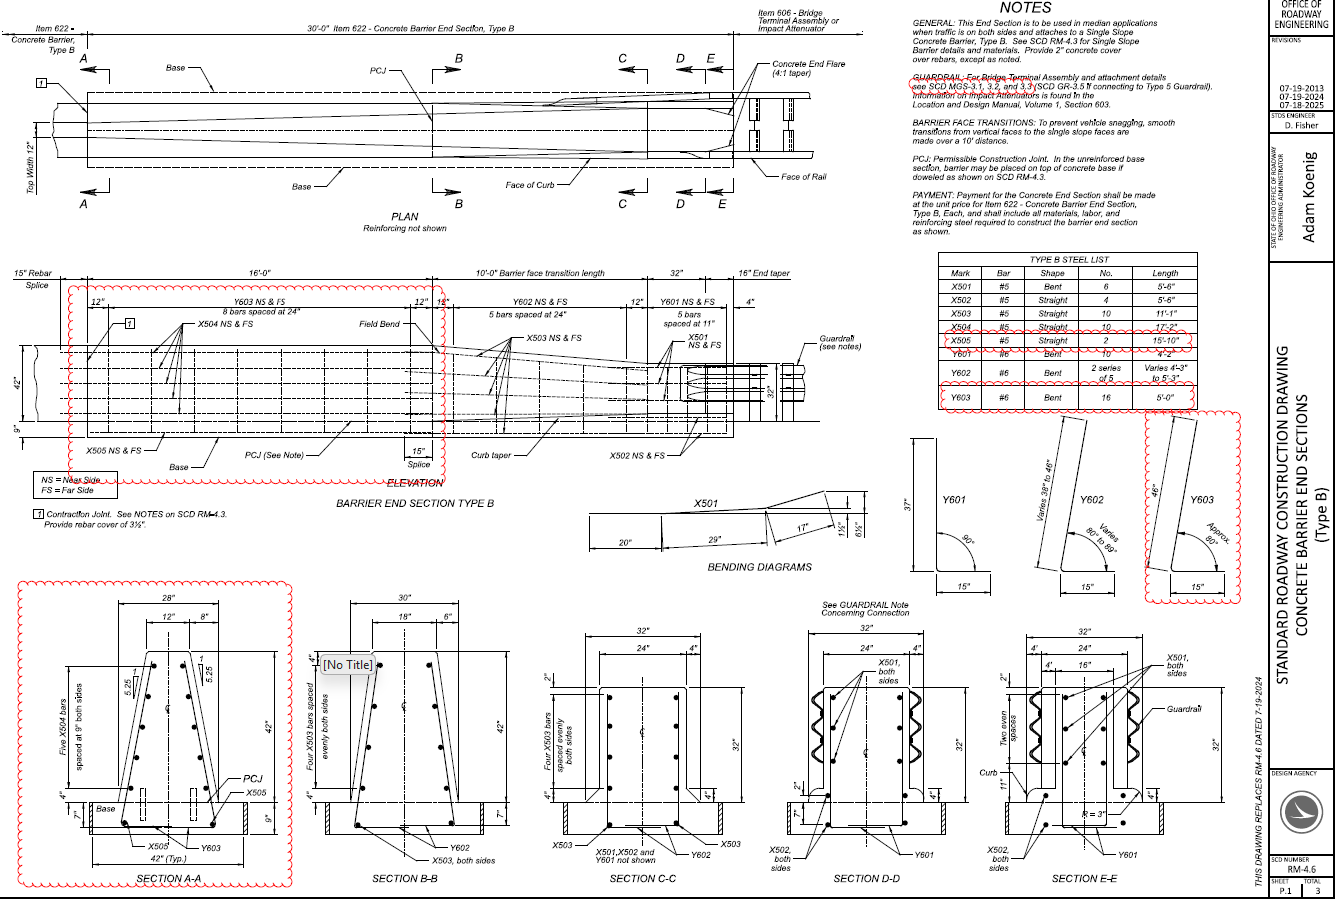 Item 622 -
Concrete Barrier,
Type B
30'-0" Item 622 - Concrete Barrier End Section, Type B
Item 606 - Bridge
Terminal Assembly or
Impact Attenuator
A
B
C
D
E
1
Base
PCJ
Concrete End Flare
(4:1 taper)
Top Width 12"
Base
Face of Curb
Face of Rail
A
B
C
D
E
PLAN
Reinforcing not shown
15" Rebar
Splice
16'-0"
10'-0" Barrier face transition length
32"
16" End taper
12"
Y603 NS & FS
8 bars spaced at 24"
12"
Y602 NS & FS
5 bars spaced at 24"
12"
Y601 NS & FS
5 bars
spaced at 11"
4"
1
X504 NS & FS
Field Bend
X503 NS & FS
X501
NS & FS
Guardrail
(see notes)
42"
9"
32"
X505 NS & FS
Base
PCJ (See Note)
15"
Splice
Curb taper
X502 NS & FS
NS = Near Side
FS = Far Side
ELEVATION
BARRIER END SECTION TYPE B
1 Contraction Joint. See NOTES on SCD RM-4.3.
Provide rebar cover of 3½".
X501
20"
29"
17"
1½"
6½"
BENDING DIAGRAMS
NOTES
GENERAL: This End Section is to be used in median applications
when traffic is on both sides and attaches to a Single Slope
Concrete Barrier, Type B. See SCD RM-4.3 for Single Slope
Barrier details and materials. Provide 2" concrete cover
over rebars, except as noted.
GUARDRAIL: For Bridge Terminal Assembly and attachment details
see SCD MGS-3.1, 3.2, and 3.3 (SCD GR-3.5 if connecting to Type 5 Guardrail).
Information on Impact Attenuators is found in the
Location and Design Manual, Volume 1, Section 603.
BARRIER FACE TRANSITIONS: To prevent vehicle snagging, smooth
transitions from vertical faces to the single slope faces are
made over a 10' distance.
PCJ: Permissible Construction Joint. In the unreinforced base
section, barrier may be placed on top of concrete base if
doweled as shown on SCD RM-4.3.
PAYMENT: Payment for the Concrete End Section shall be made
at the unit price for Item 622 - Concrete Barrier End Section,
Type B, Each, and shall include all materials, labor, and
reinforcing steel required to construct the barrier end section
as shown.
TYPE B STEEL LIST
Mark Bar Shape No. Length
X501 #5 Bent 6 5'-6"
X502 #5 Straight 4 5'-6"
X503 #5 Straight 10 11'-1"
X504 #5 Straight 10 17'-2"
X505 #5 Straight 2 15'-10"
Y601 #6 Bent 10 4'-2"
Y602 #6 Bent 2 series of 5 Varies 4'-3" to 5'-3"
Y603 #6 Bent 16 5'-0"
37"
Y601
90°
15"
Varies 38" to 46"
Y602
Varies
80° to 89°
15"
46"
Y603
Approx.
80°
15"
28"
12"
8"
1
5.25
1
5.25
Five X504 bars
spaced at 9" both sides
42"
4"
7"
9"
Base
PCJ
X505
X505
Y603
42" (Typ.)
SECTION A-A
30"
18"
6"
4"
[No Title]
Four X503 bars spaced
evenly both sides
42"
4"
7"
Y602
X503, both sides
SECTION B-B
32"
24"
4"
2"
Four X503 bars
spaced evenly
both sides
32"
4"
4"
X503
X501,X502 and
Y601 not shown
X503
Y602
SECTION C-C
See GUARDRAIL Note
Concerning Connection
32"
24"
4"
X501,
both
sides
32"
2"
7"
4"
X502,
both
sides
Y601
SECTION D-D
32"
4'
24"
4"
4'
16"
2"
Two even
spaces
11"
X501,
both
sides
Guardrail
32"
Curb
4"
R = 3"
X502,
both
sides
Y601
SECTION E-E
OFFICE OF
ROADWAY
ENGINEERING
REVISIONS
07-19-2013
07-19-2024
07-18-2025
STDS ENGINEER
D. Fisher
STATE OF OHIO OFFICE OF ROADWAY
ENGINEERING ADMINISTRATOR
Adam Koenig
STANDARD ROADWAY CONSTRUCTION DRAWING
CONCRETE BARRIER END SECTIONS
(Type B)
THIS DRAWING REPLACES RM-4.6 DATED 7-19-2024
DESIGN AGENCY
SCD NUMBER
RM-4.6
SHEET TOTAL
P.1 3